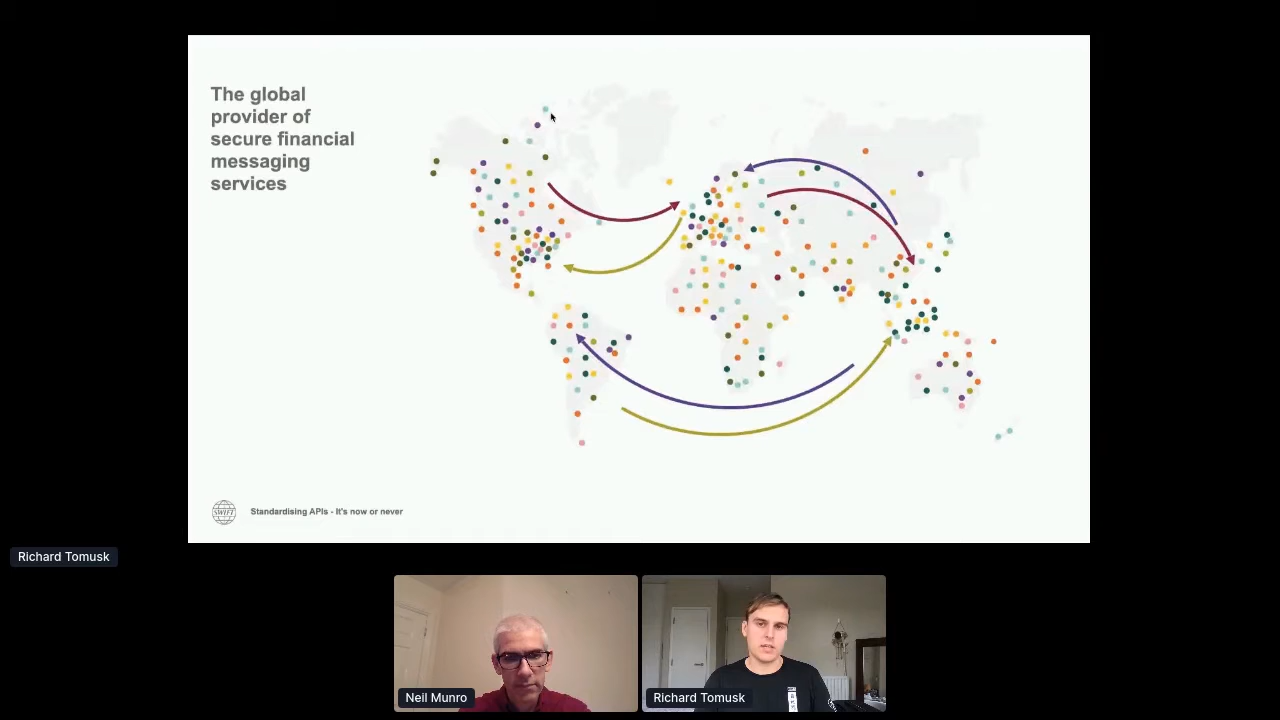 The global
provider of
secure financial
messaging
services
SWIFT
Standardising APIs - It's now or never
Richard Tomusk
Neil Munro
Richard Tomusk